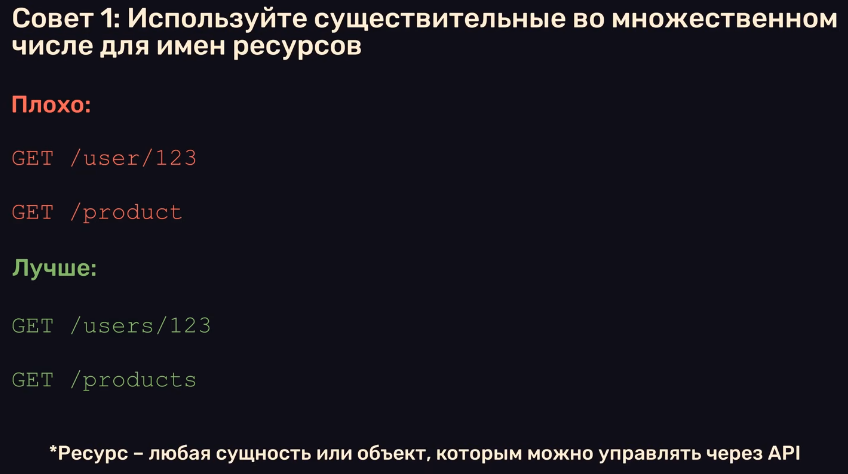 Совет 1: Используйте существительные во множественном
числе для имен ресурсов
Плохо:
GET /user/123
GET /product
Лучше:
GET /users/123
GET /products
*Ресурс – любая сущность или объект, которым можно управлять через API